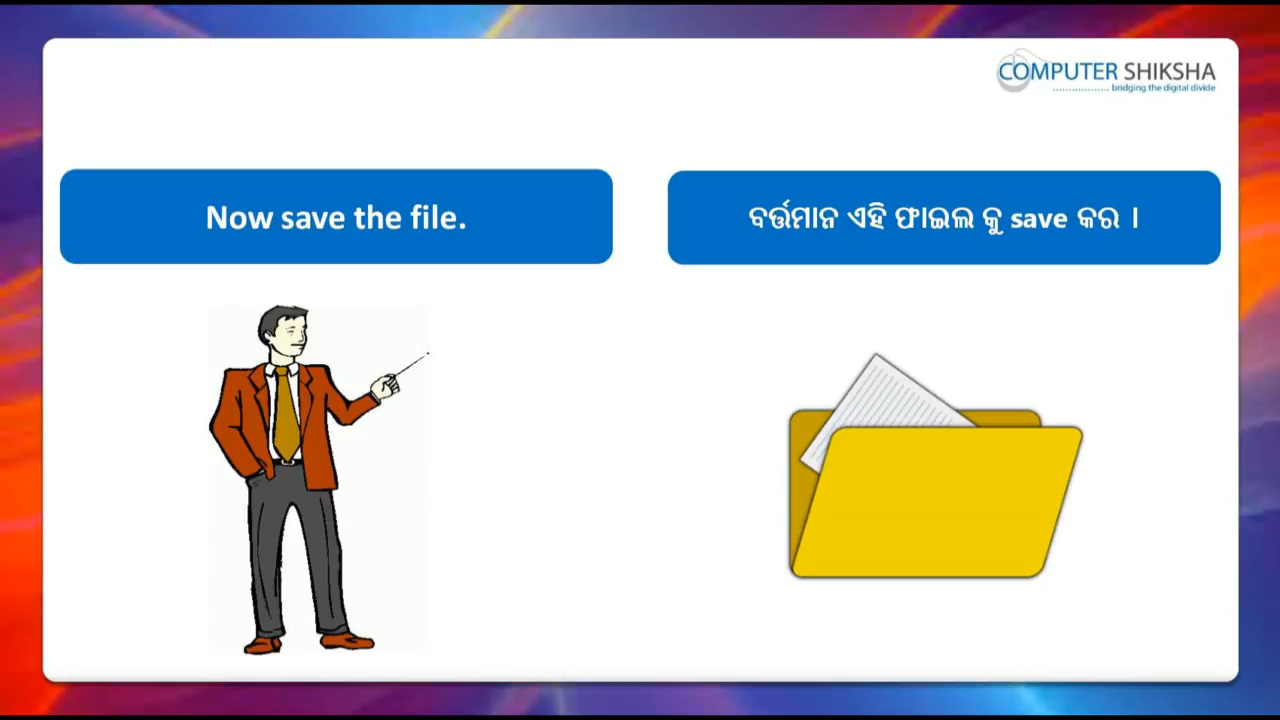 COMPUTER SHIKSHA
.................. bridging the digital divide
Now save the file.
ବର୍ତ୍ତମାନ ଏହି ଫାଇଲ କୁ save କର ।